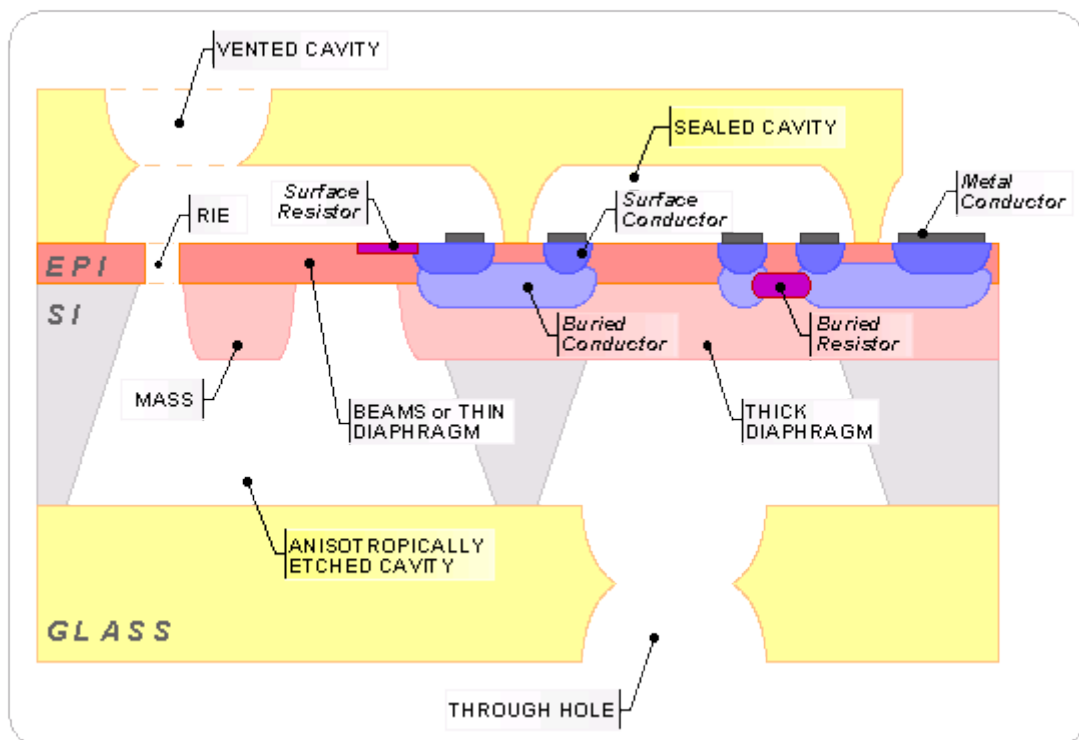 VENTED CAVITY
SEALED CAVITY
Surface
Resistor
Surface
Conductor
Metal
Conductor
RIE
EPI
SI
Buried
Conductor
Buried
Resistor
MASS
BEAMS or THIN
DIAPHRAGM
THICK
DIAPHRAGM
ANISOTROPICALLY
ETCHED CAVITY
GLASS
THROUGH HOLE